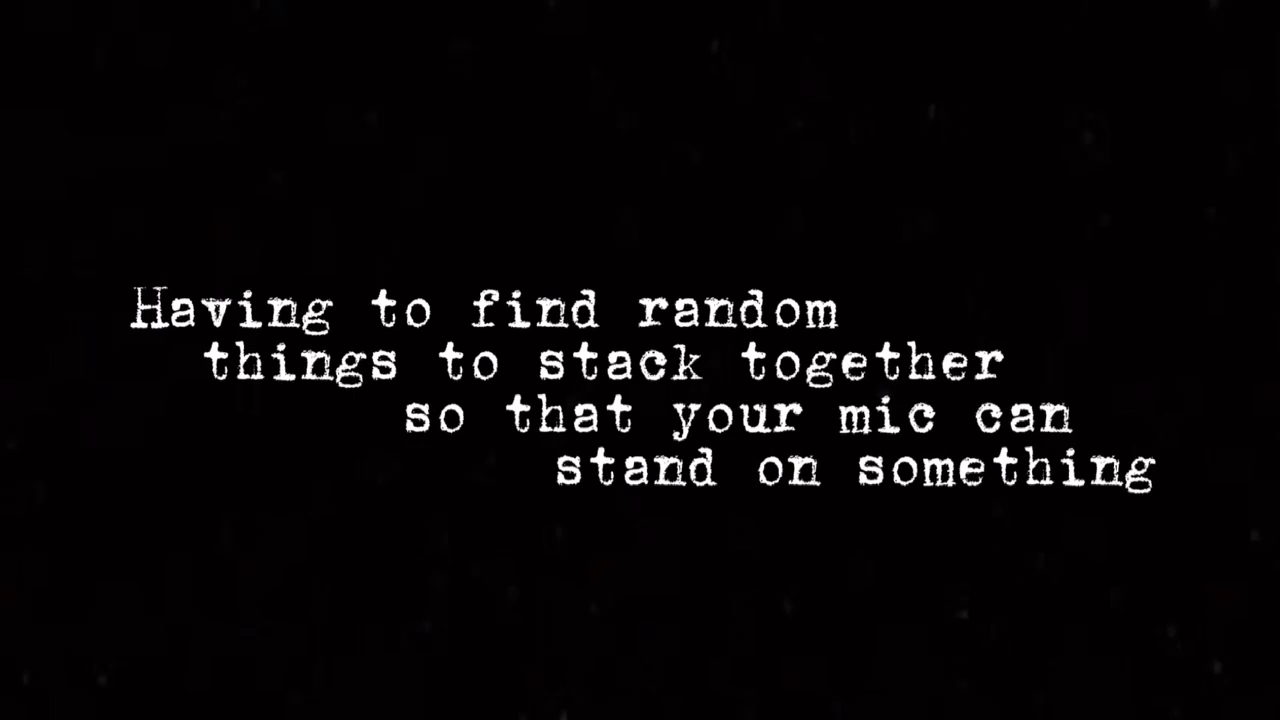 Having to find random
things to stack together
so that your mic can
stand on something